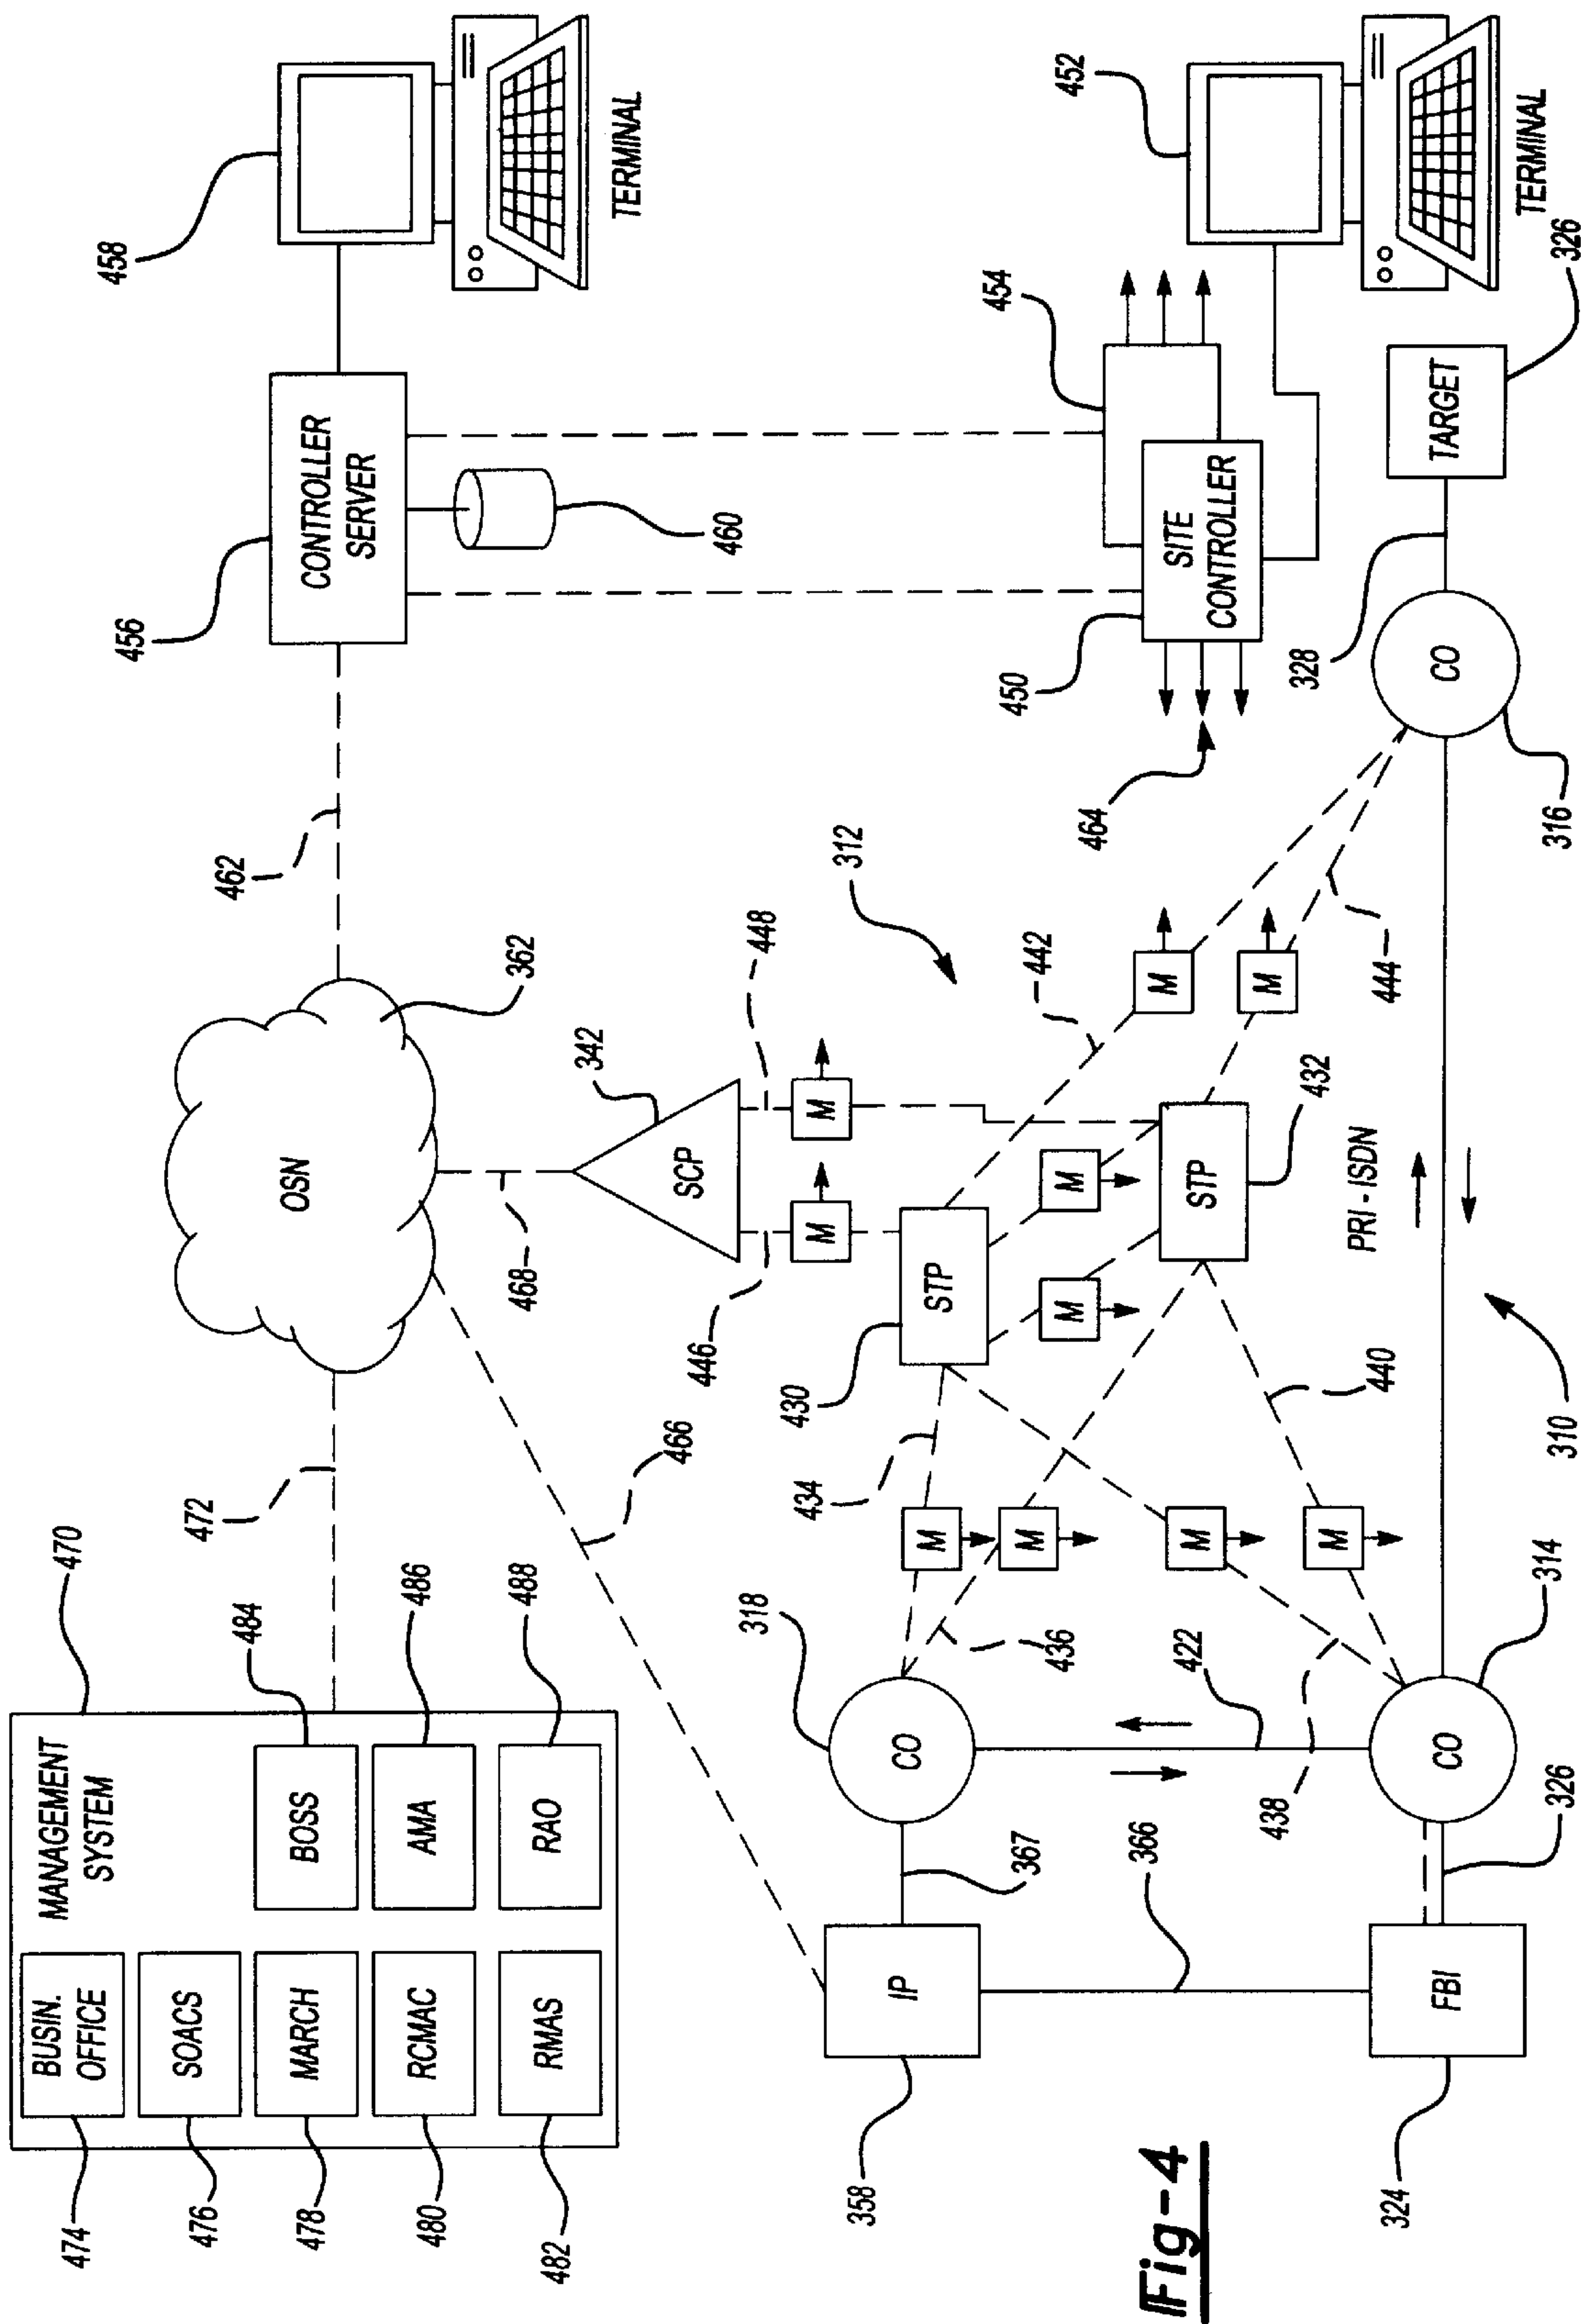 470
MANAGEMENT
SYSTEM
474
BUSIN.
OFFICE
476
SOACS
478
MARCH
480
RCMAC
482
RMAS
484
BOSS
486
AMA
488
RAO
472
OSN
362
462
456
CONTROLLER
SERVER
458
TERMINAL
460
466
468
342
SCP
446
448
M
M
312
454
452
TERMINAL
450
SITE
CONTROLLER
464
430
STP
M
M
STP
432
434
M
M
M
M
436
438
440
442
M
M
444
318
CO
422
367
358
IP
366
324
FBI
326
CO
314
310
PRI - ISDN
CO
316
328
TARGET
326
Fig-4